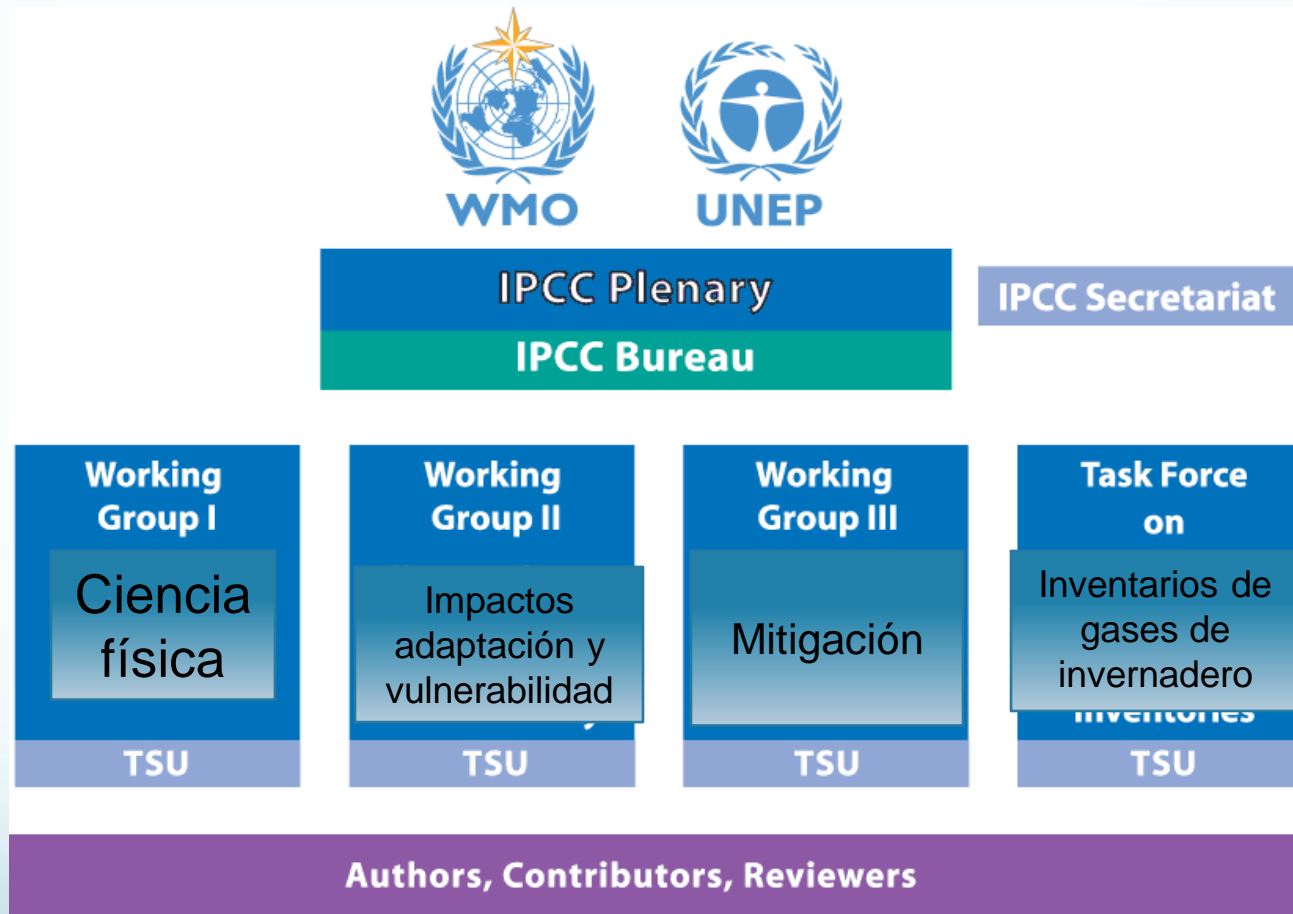 WMO
UNEP
IPCC Plenary
IPCC Secretariat
IPCC Bureau
Working
Group I
Ciencia
física
TSU
Working
Group II
Impactos
adaptación y
vulnerabilidad
TSU
Working
Group III
Mitigación
TSU
Task Force
on
Inventarios de
gases de
invernadero
Inventories
TSU
Authors, Contributors, Reviewers